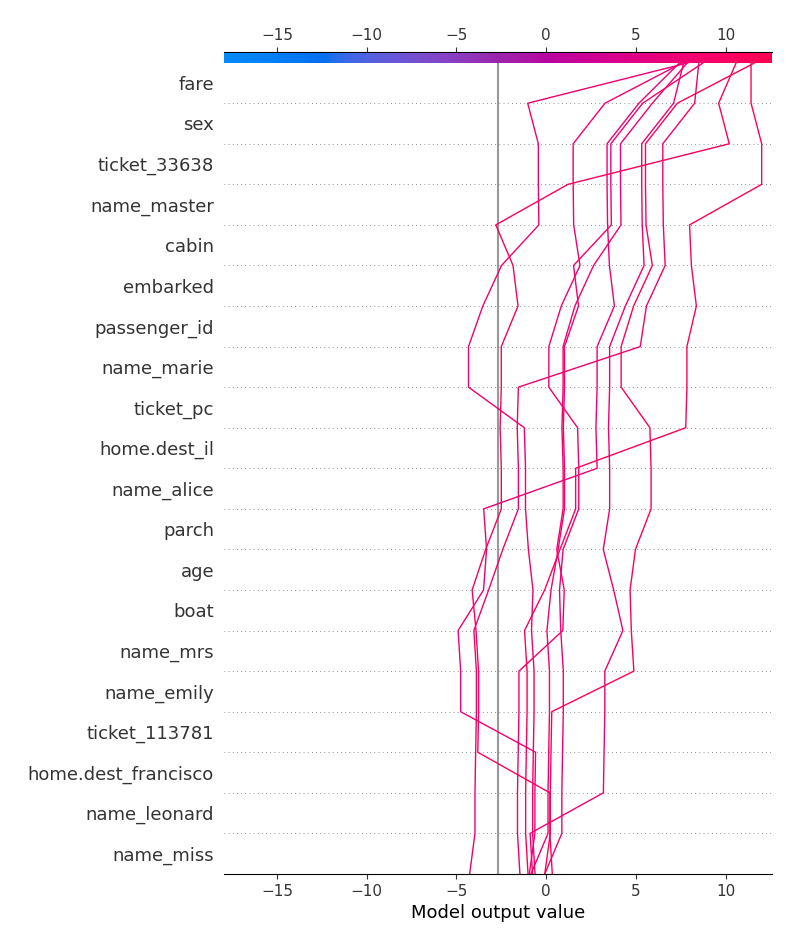 −15 −10 −5 0 5 10
fare
sex
ticket_33638
name_master
cabin
embarked
passenger_id
name_marie
ticket_pc
home.dest_il
name_alice
parch
age
boat
name_mrs
name_emily
ticket_113781
home.dest_francisco
name_leonard
name_miss
−15 −10 −5 0 5 10
Model output value